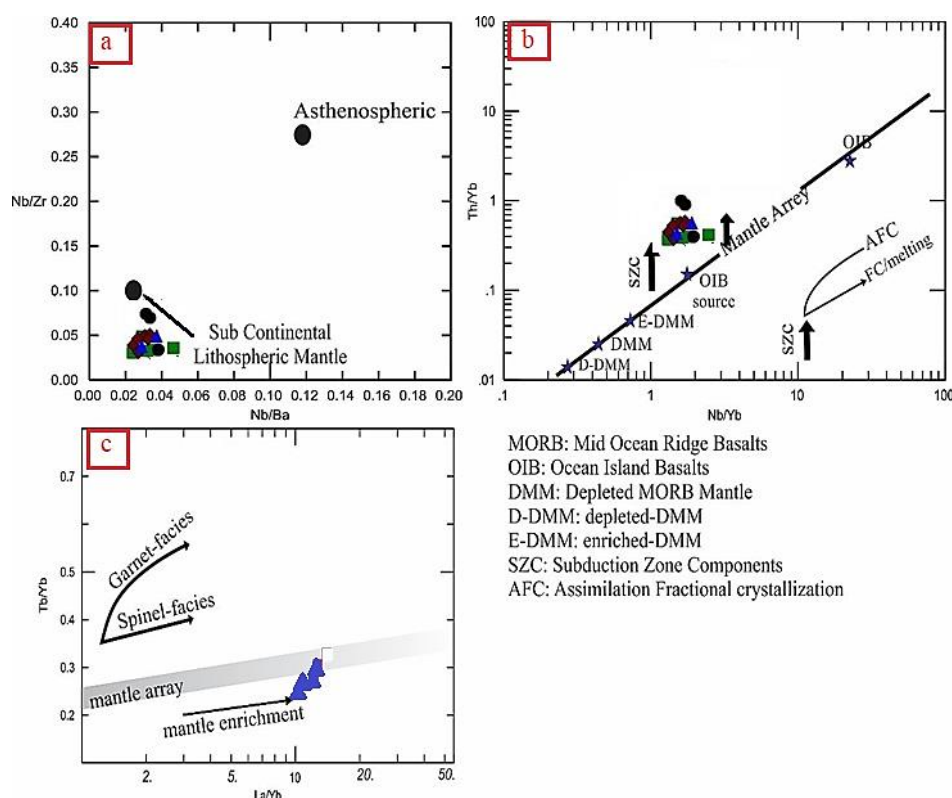 a
0.40
0.35
0.30
0.25
Nb/Zr
0.20
0.15
0.10
0.05
0.00
0.00 0.02 0.04 0.06 0.08 0.10 0.12 0.14 0.16 0.18 0.20
Nb/Ba
Asthenospheric
Sub Continental
Lithospheric Mantle
b
100
10
Th/Yb
1
.1
.01
.1 1 10 100
Nb/Yb
OIB
Mantle Arrey
AFC
FC/melting
SZC
SZC
OIB
source
E-DMM
DMM
D-DMM
c
0.7
0.5
Tb/Yb
0.3
0.2
2. 5. 10 20. 50.
La/Yb
Garnet-facies
Spinel-facies
mantle array
mantle enrichment
MORB: Mid Ocean Ridge Basalts
OIB: Ocean Island Basalts
DMM: Depleted MORB Mantle
D-DMM: depleted-DMM
E-DMM: enriched-DMM
SZC: Subduction Zone Components
AFC: Assimilation Fractional crystallization